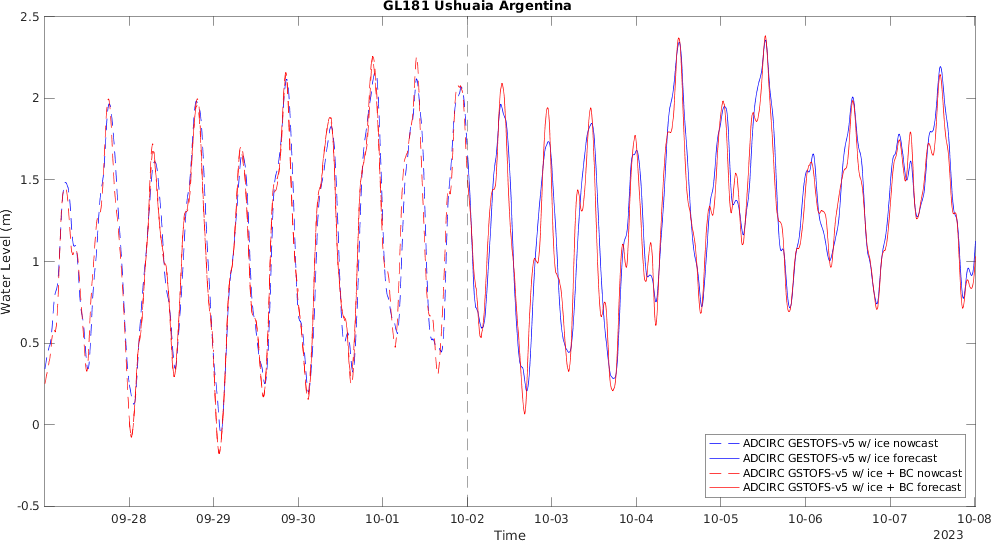 GL181 Ushuaia Argentina
2.5
2
1.5
1
0.5
0
-0.5
Water Level (m)
09-28 09-29 09-30 10-01 10-02 10-03 10-04 10-05 10-06 10-07 10-08
Time
2023
ADCIRC GESTOFS-v5 w/ ice nowcast
ADCIRC GESTOFS-v5 w/ ice forecast
ADCIRC GSTOFS-v5 w/ ice + BC nowcast
ADCIRC GSTOFS-v5 w/ ice + BC forecast